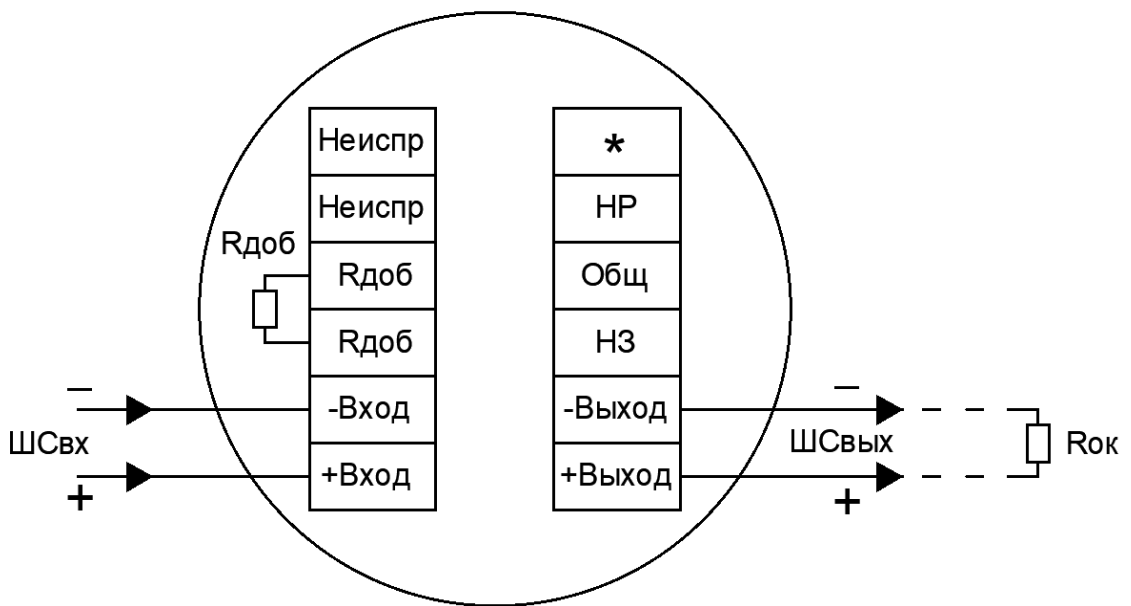 Неиспр
Неиспр
Rдоб
Rдоб
Rдоб
-Вход
+Вход
*
НР
Общ
НЗ
-Выход
+Выход
–
ШСвх
+
–
ШСвых
+
Rок